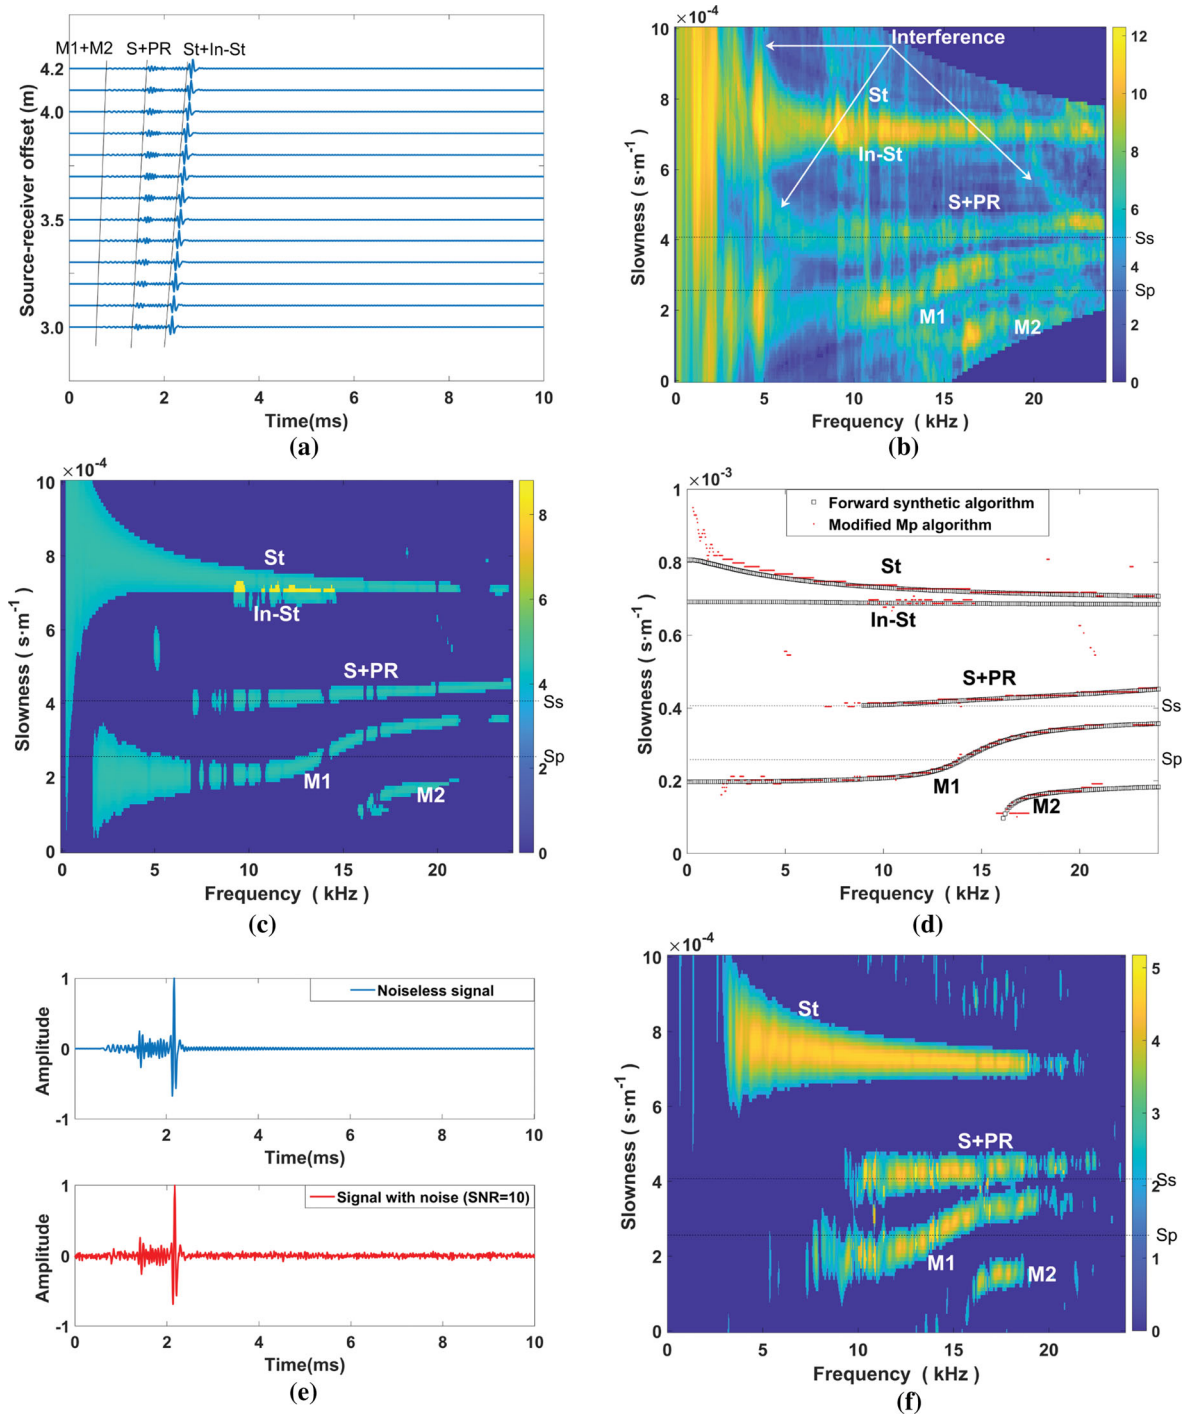 M1+M2 S+PR St+In-St
4.2
4.0
3.5
3.0
Source-receiver offset (m)
0 2 4 6 8 10
Time(ms)
(a)
×10⁻⁴
10
8
6
4
2
0
Slowness ( s·m⁻¹ )
Interference
St
In-St
S+PR
M1
M2
Ss
Sp
12
10
8
6
4
2
0
0 5 10 15 20
Frequency ( kHz )
(b)
×10⁻⁴
10
8
6
4
2
0
Slowness ( s·m⁻¹ )
St
In-St
S+PR
M1
M2
Ss
Sp
8
6
4
2
0
0 5 10 15 20
Frequency ( kHz )
(c)
×10⁻³
1
0.8
0.6
0.4
0.2
0
Slowness ( s·m⁻¹ )
Forward synthetic algorithm
Modified Mp algorithm
St
In-St
S+PR
M1
M2
Ss
Sp
0 5 10 15 20
Frequency ( kHz )
(d)
1
0
-1
Amplitude
Noiseless signal
0 2 4 6 8 10
Time(ms)
1
0
-1
Amplitude
Signal with noise (SNR=10)
0 2 4 6 8 10
Time(ms)
(e)
×10⁻⁴
10
8
6
4
2
0
Slowness ( s·m⁻¹ )
St
S+PR
M1
M2
Ss
Sp
5
4
3
2
1
0
0 5 10 15 20
Frequency ( kHz )
(f)